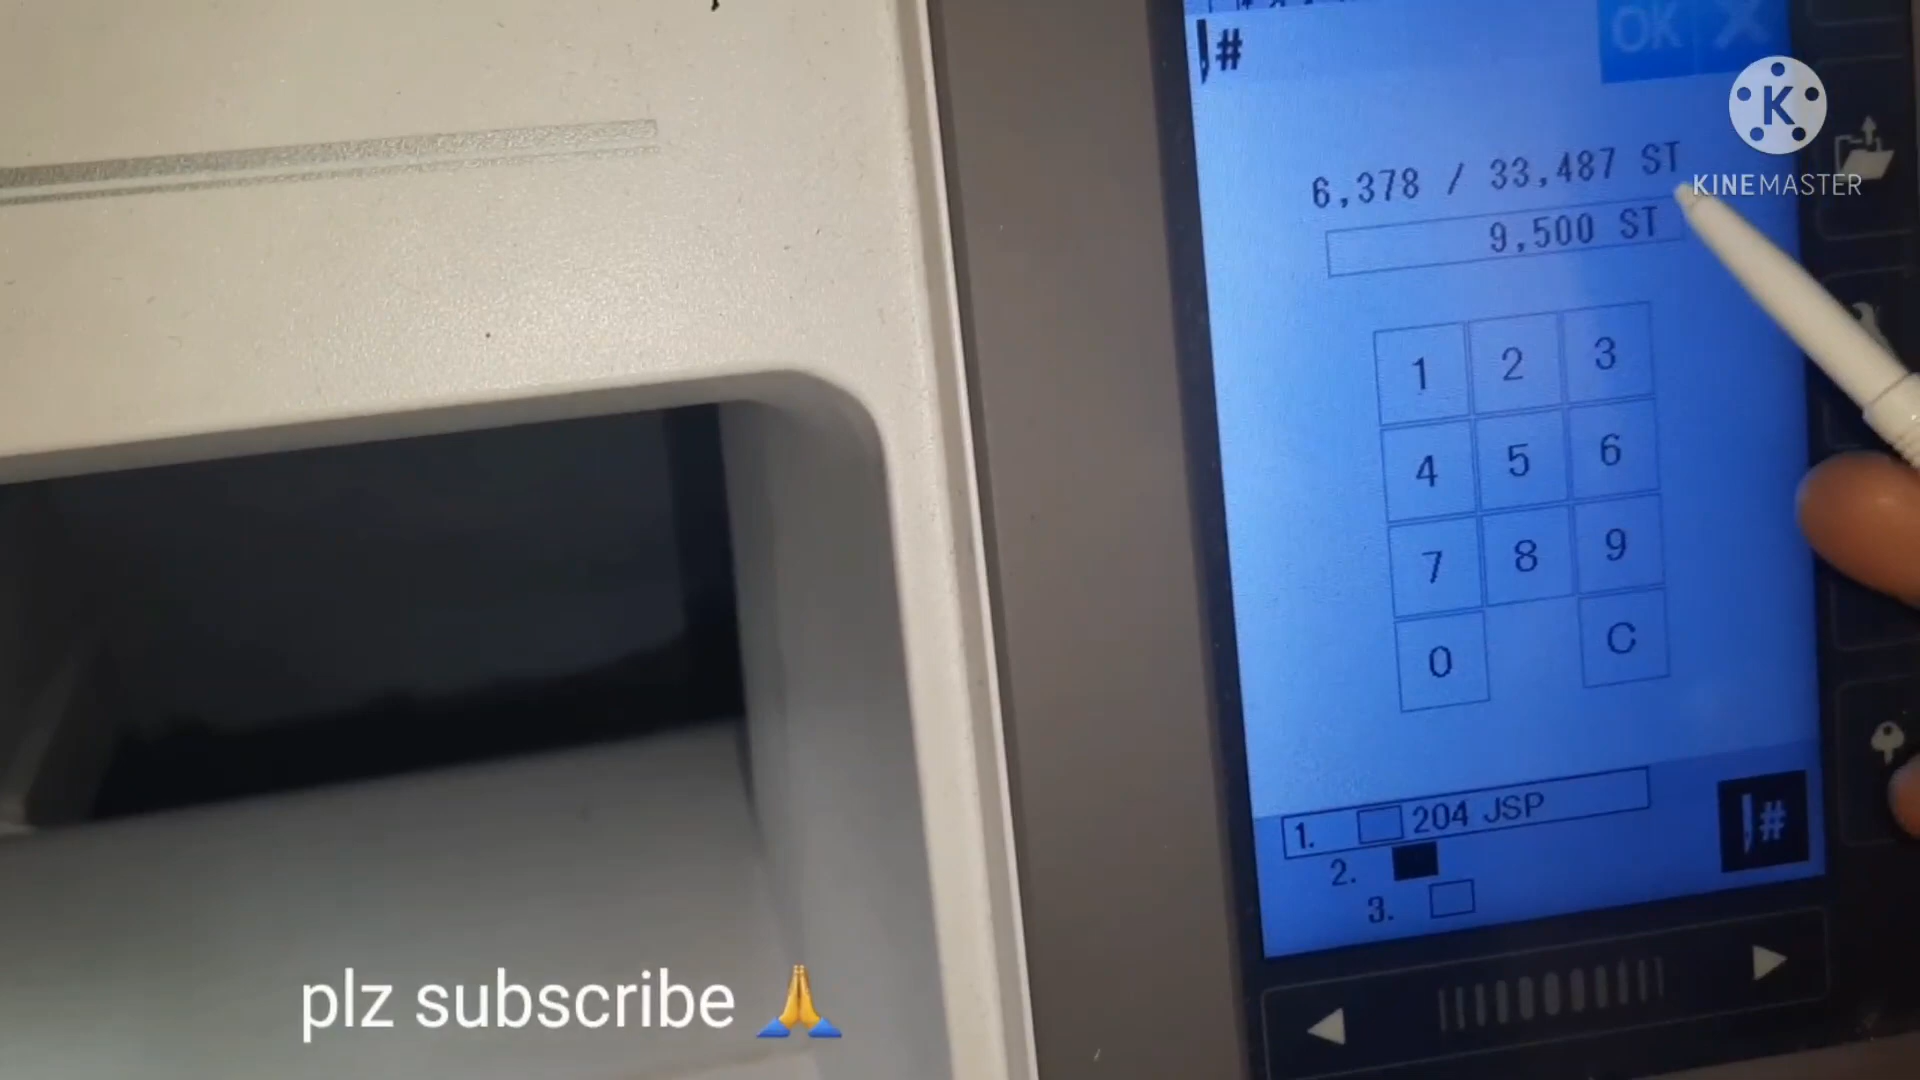 #
OK X
K
KINEMASTER
6,378 / 33,487 ST
9,500 ST
1 2 3
4 5 6
7 8 9
0 C
1. 204 JSP
2.
3.
#
plz subscribe 🙏